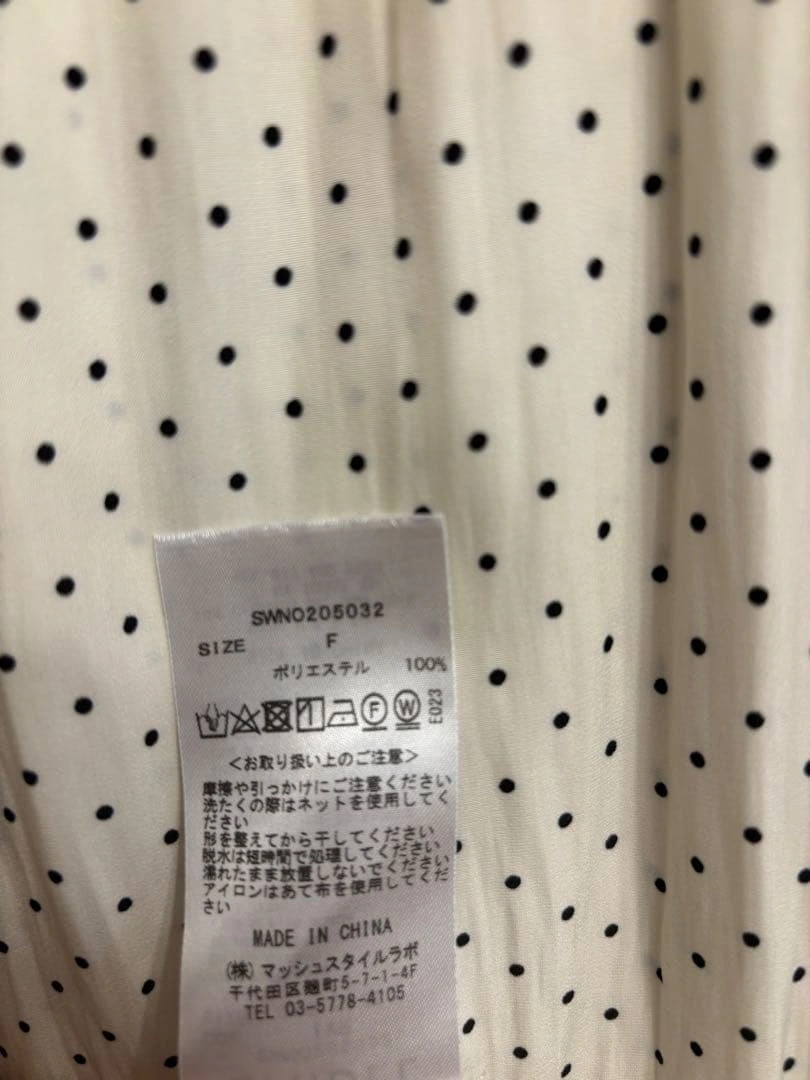 SWNO205032
SIZE F
ポリエステル 100%
F W E023
<お取り扱い上のご注意>
摩擦や引っかけにご注意ください
洗たくの際はネットを使用してく
ださい
形を整えてから干してください
脱水は短時間で処理してください
濡れたまま放置しないでください
アイロンはあて布を使用してくだ
さい
MADE IN CHINA
(株) マッシュスタイルラボ
千代田区麹町5-7-1-4F
TEL 03-5778-4105